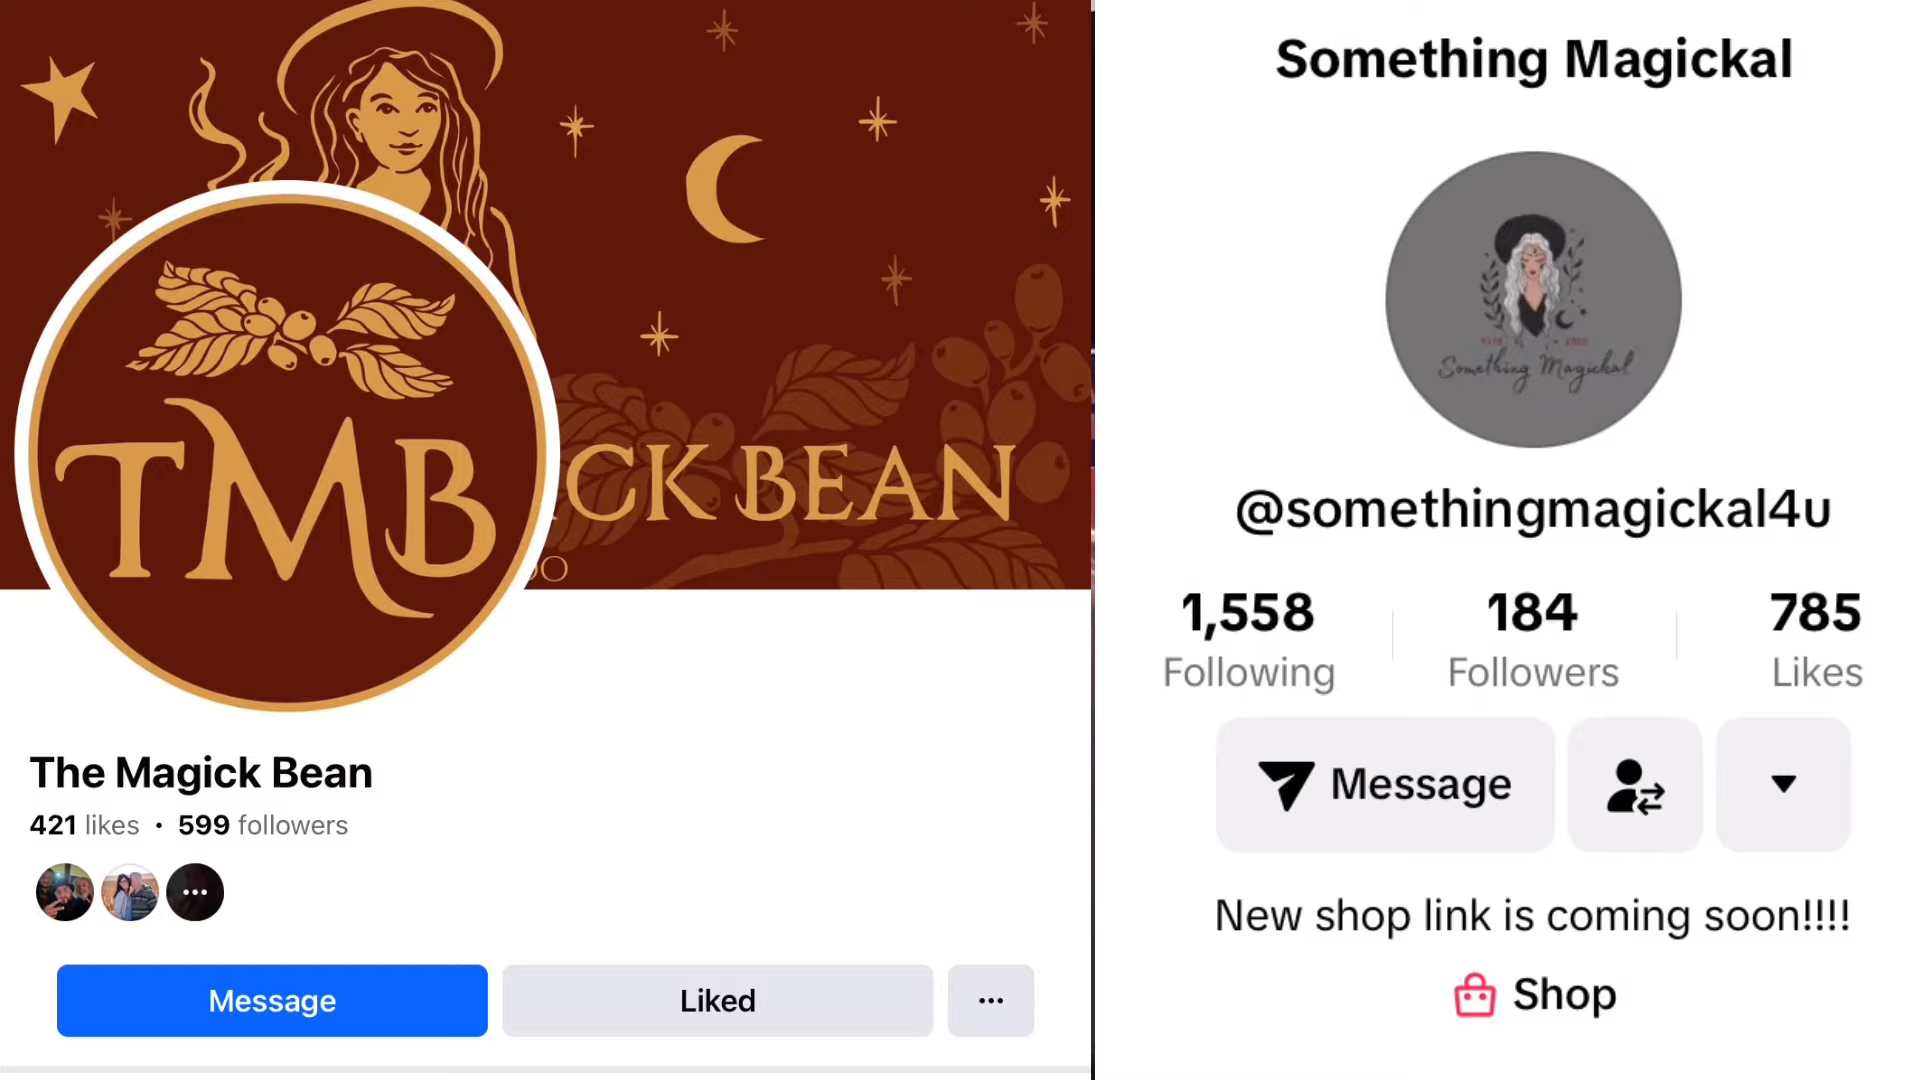 TMB
CK BEAN
DO
The Magick Bean
421 likes • 599 followers
Message
Liked
Something Magickal
Something Magickal
@somethingmagickal4u
1,558
Following
184
Followers
785
Likes
Message
New shop link is coming soon!!!!
Shop